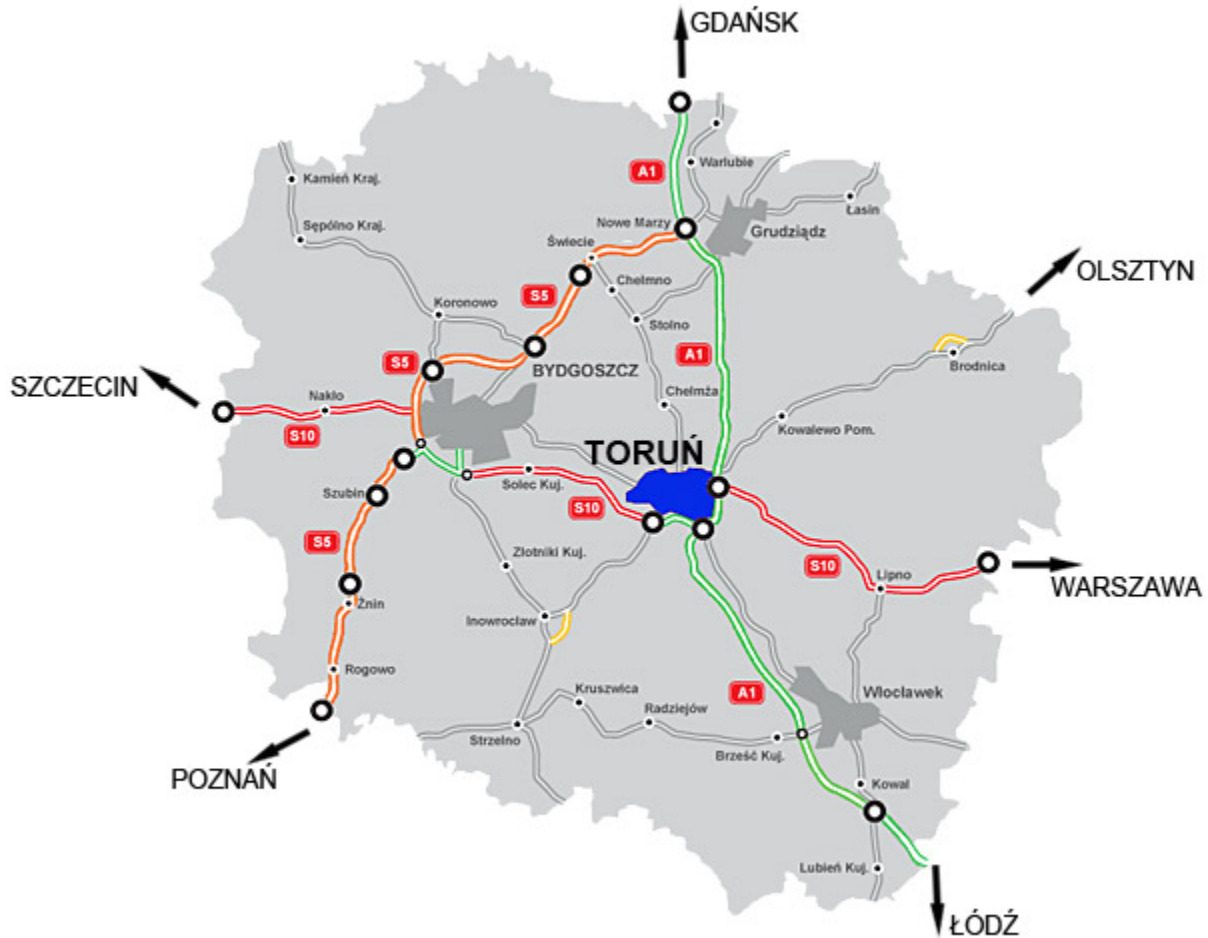 GDAŃSK
A1
Warlubie
Kamień Kraj.
Łasin
Sępólno Kraj.
Nowe Marzy
Grudziądz
Świecie
OLSZTYN
Chełmno
S5
Koronowo
Stolno
A1
S5
BYDGOSZCZ
Brodnica
SZCZECIN
Nakło
Chełmża
S10
Kowalewo Pom.
TORUŃ
Solec Kuj.
Szubin
S10
S5
Złotniki Kuj.
S10
Lipno
WARSZAWA
Żnin
Inowrocław
Rogowo
Kruszwica
A1
Włocławek
Radziejów
Strzelno
Brześć Kuj.
POZNAŃ
Kowal
Lubień Kuj.
ŁÓDŹ